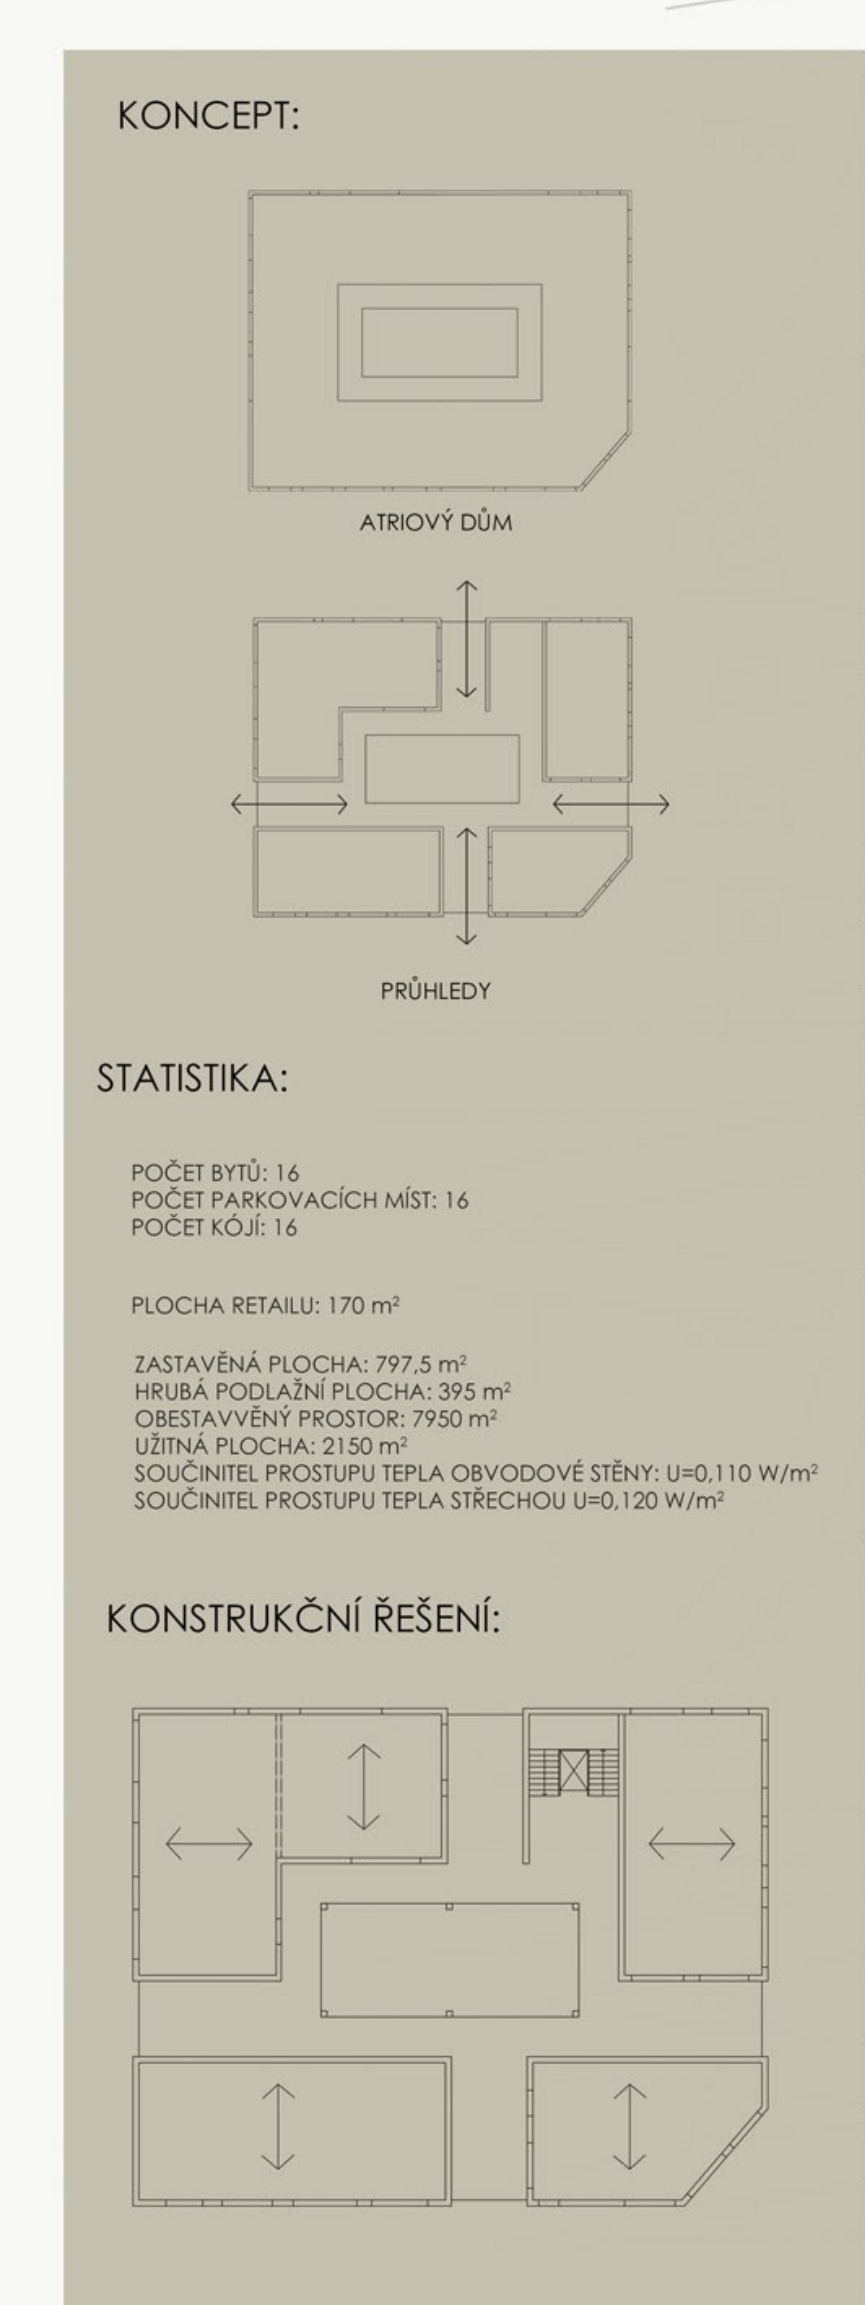 KONCEPT:
ATRIOVÝ DŮM
PRŮHLEDY
STATISTIKA:
POČET BYTŮ: 16
POČET PARKOVACÍCH MÍST: 16
POČET KÓJÍ: 16
PLOCHA RETAILU: 170 m²
ZASTAVĚNÁ PLOCHA: 797,5 m²
HRUBÁ PODLAŽNÍ PLOCHA: 395 m²
OBESTAVVĚNÝ PROSTOR: 7950 m²
UŽITNÁ PLOCHA: 2150 m²
SOUČINITEL PROSTUPU TEPLA OBVODOVÉ STĚNY: U=0,110 W/m²
SOUČINITEL PROSTUPU TEPLA STŘECHOU U=0,120 W/m²
KONSTRUKČNÍ ŘEŠENÍ: